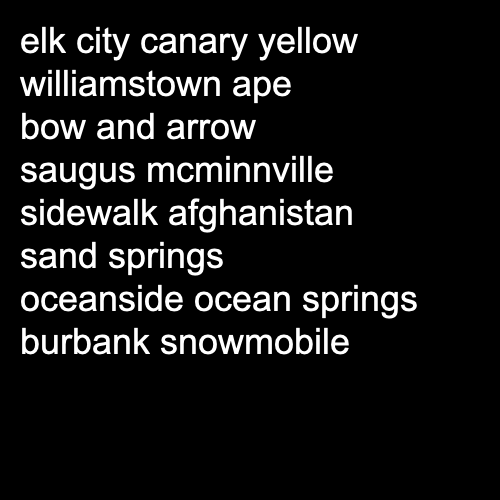 elk city canary yellow
williamstown ape
bow and arrow
saugus mcminnville
sidewalk afghanistan
sand springs
oceanside ocean springs
burbank snowmobile